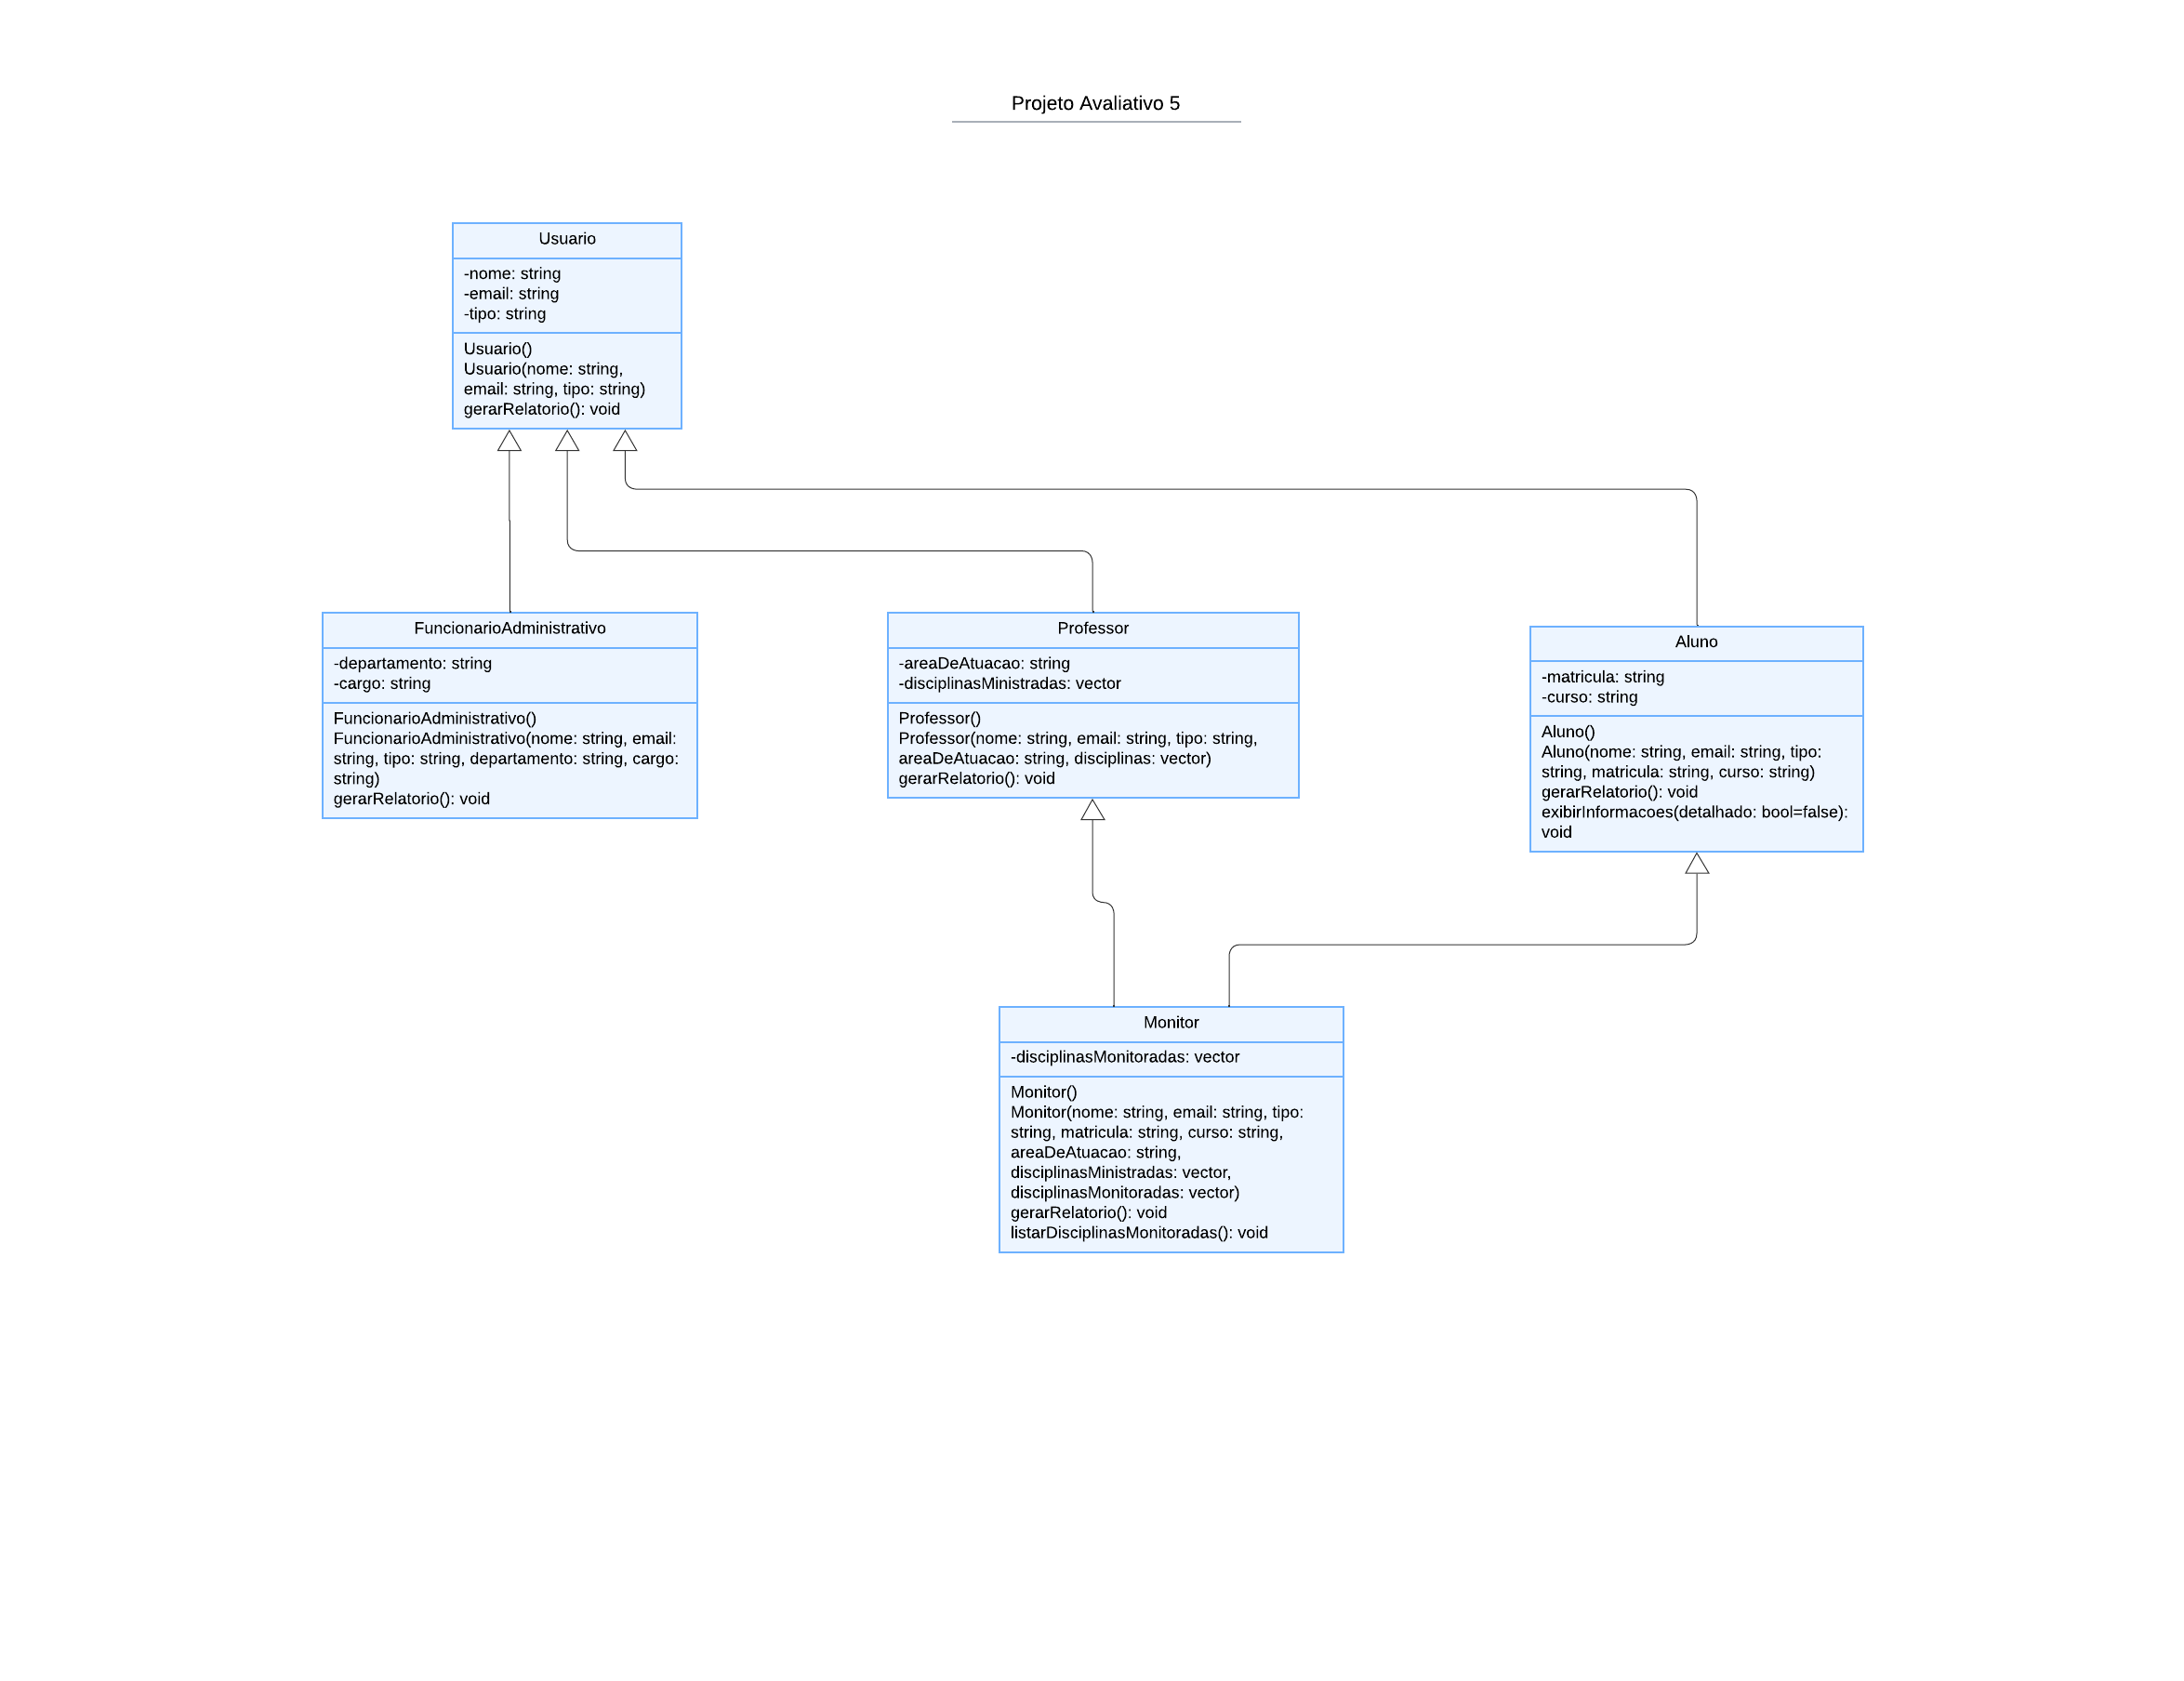 Projeto Avaliativo 5
Usuario
-nome: string
-email: string
-tipo: string
Usuario()
Usuario(nome: string,
email: string, tipo: string)
gerarRelatorio(): void
FuncionarioAdministrativo
-departamento: string
-cargo: string
FuncionarioAdministrativo()
FuncionarioAdministrativo(nome: string, email:
string, tipo: string, departamento: string, cargo:
string)
gerarRelatorio(): void
Professor
-areaDeAtuacao: string
-disciplinasMinistradas: vector
Professor()
Professor(nome: string, email: string, tipo: string,
areaDeAtuacao: string, disciplinas: vector)
gerarRelatorio(): void
Aluno
-matricula: string
-curso: string
Aluno()
Aluno(nome: string, email: string, tipo:
string, matricula: string, curso: string)
gerarRelatorio(): void
exibirInformacoes(detalhado: bool=false):
void
Monitor
-disciplinasMonitoradas: vector
Monitor()
Monitor(nome: string, email: string, tipo:
string, matricula: string, curso: string,
areaDeAtuacao: string,
disciplinasMinistradas: vector,
disciplinasMonitoradas: vector)
gerarRelatorio(): void
listarDisciplinasMonitoradas(): void